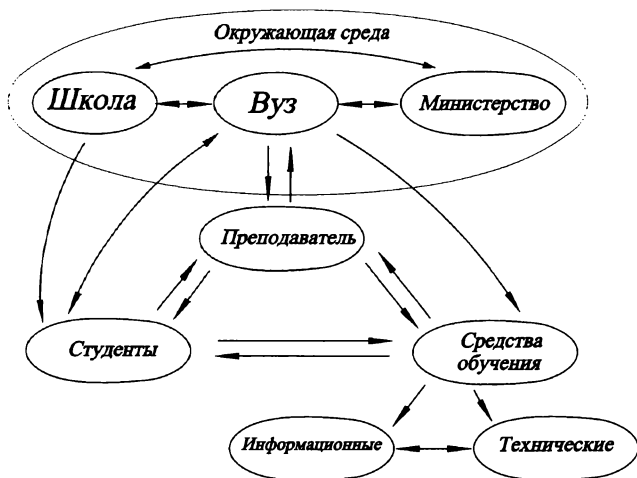 Окружающая среда
Школа
Вуз
Министерство
Преподаватель
Студенты
Средства
обучения
Информационные
Технические